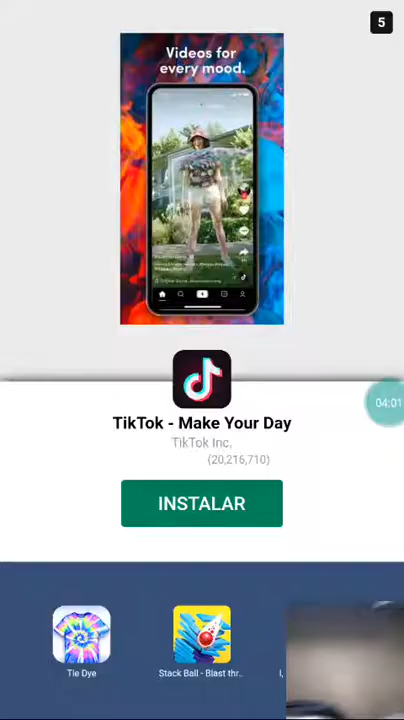 5
Videos for
every mood.
TikTok - Make Your Day
TikTok Inc.
(20,216,710)
04:01
INSTALAR
Tie Dye
Stack Ball - Blast thr..
I,